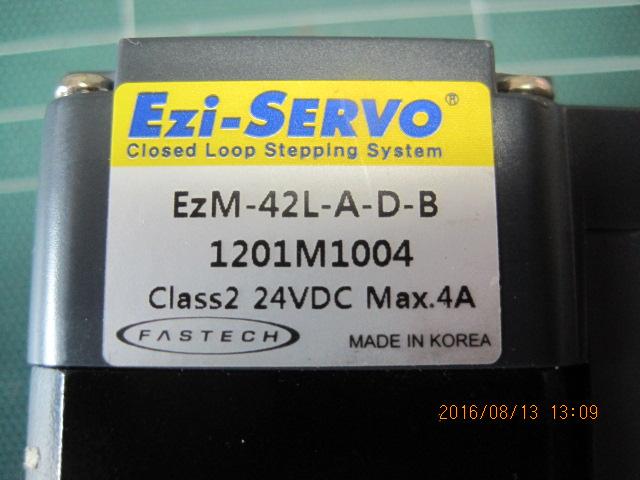 Ezi-SERVO®
Closed Loop Stepping System
EzM-42L-A-D-B
1201M1004
Class2 24VDC Max.4A
FASTECH MADE IN KOREA
2016/08/13 13:09